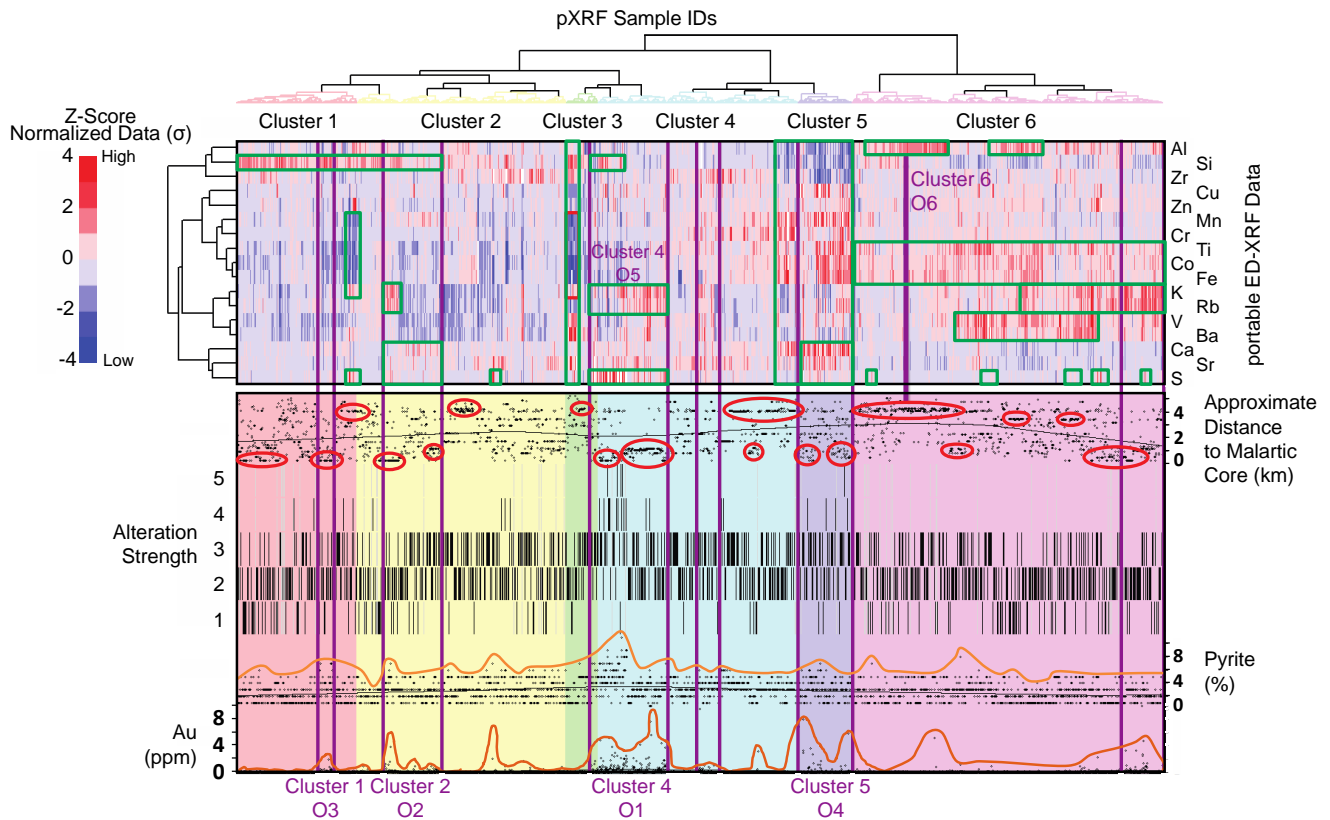 pXRF Sample IDs
Z-Score
Normalized Data (σ)
4
High
2
0
-2
-4
Low
Cluster 1
Cluster 2
Cluster 3
Cluster 4
Cluster 5
Cluster 6
Al
Si
Zr
Cu
Zn
Mn
Cr
Ti
Co
Fe
K
Rb
V
Ba
Ca
Sr
S
portable ED-XRF Data
Cluster 6
O6
Cluster 4
O5
4
2
0
Approximate
Distance
to Malartic
Core (km)
Alteration
Strength
5
4
3
2
1
8
4
0
Pyrite
(%)
Au
(ppm)
8
4
0
Cluster 1
O3
Cluster 2
O2
Cluster 4
O1
Cluster 5
O4